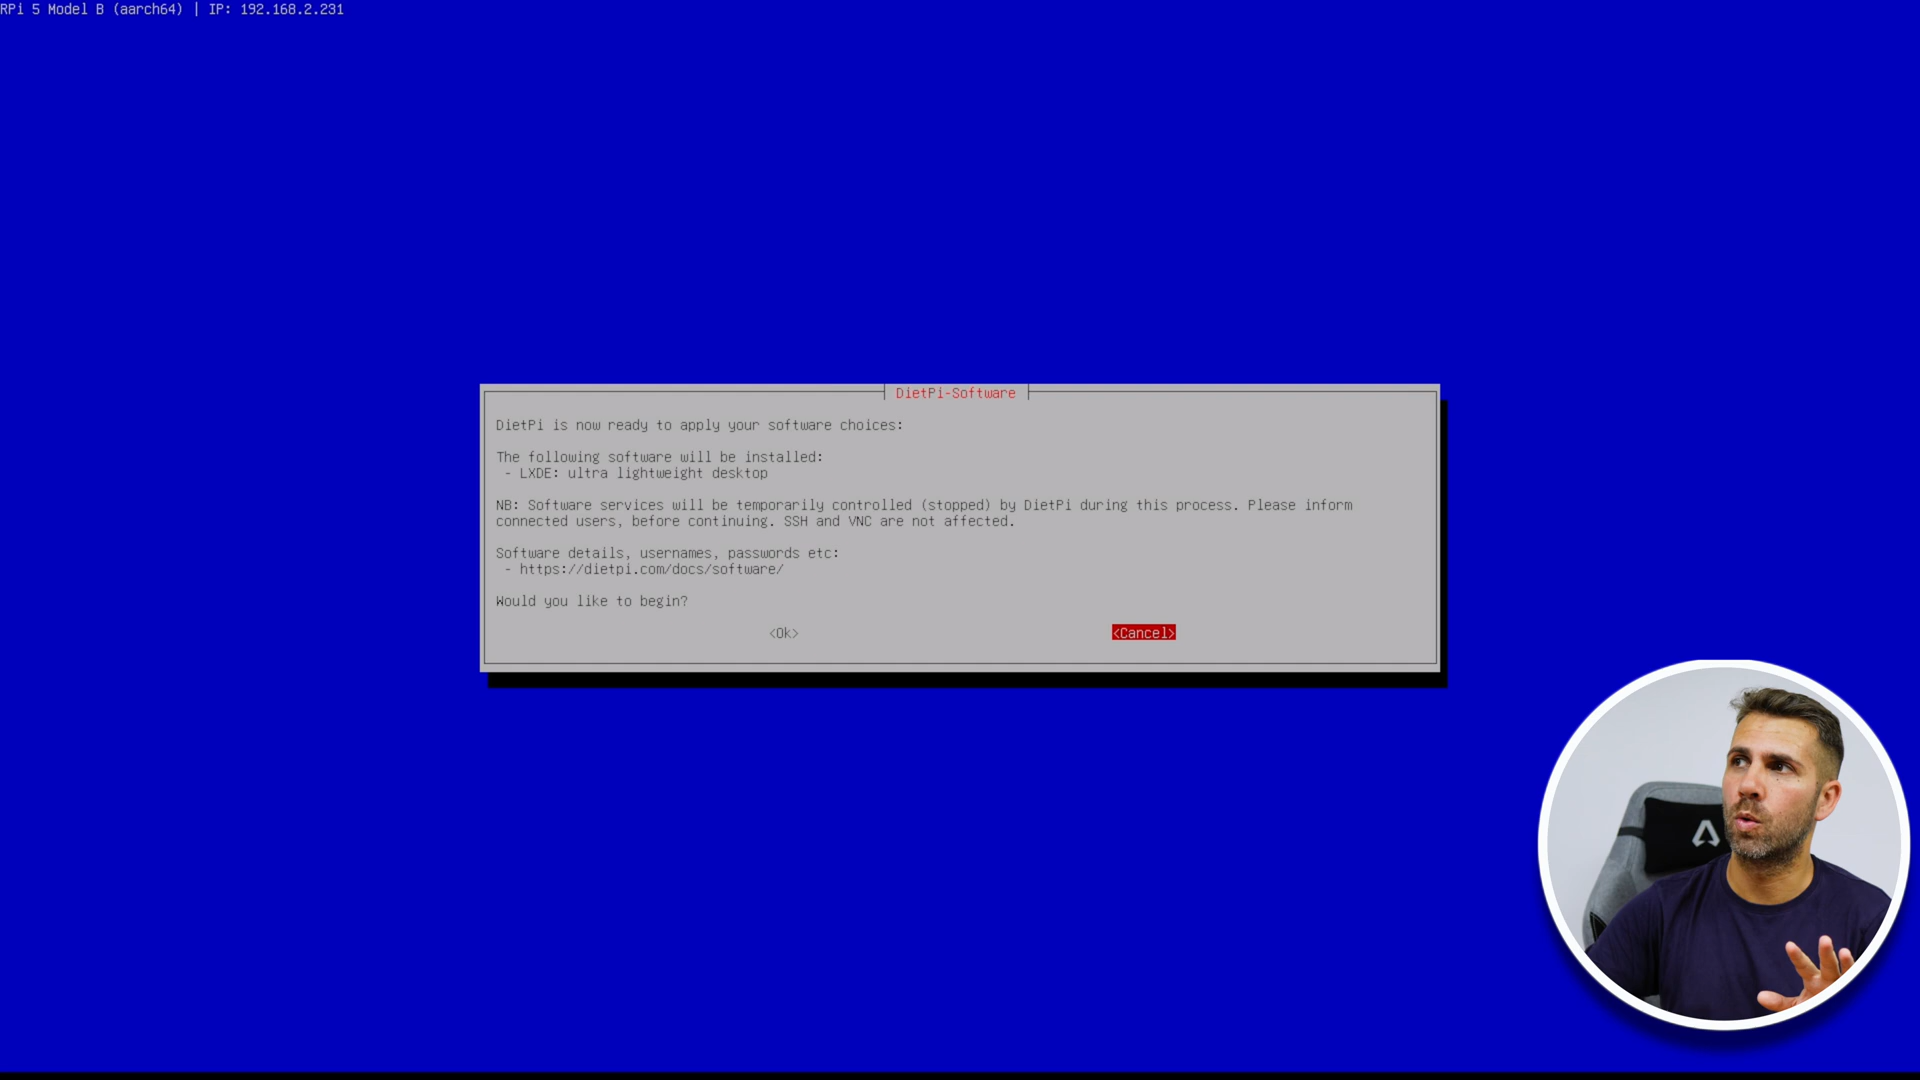 RPi 5 Model B (aarch64) | IP: 192.168.2.231
DietPi-Software
DietPi is now ready to apply your software choices:
The following software will be installed:
- LXDE: ultra lightweight desktop
NB: Software services will be temporarily controlled (stopped) by DietPi during this process. Please inform
connected users, before continuing. SSH and VNC are not affected.
Software details, usernames, passwords etc:
- https://dietpi.com/docs/software/
Would you like to begin?
<Ok> <Cancel>